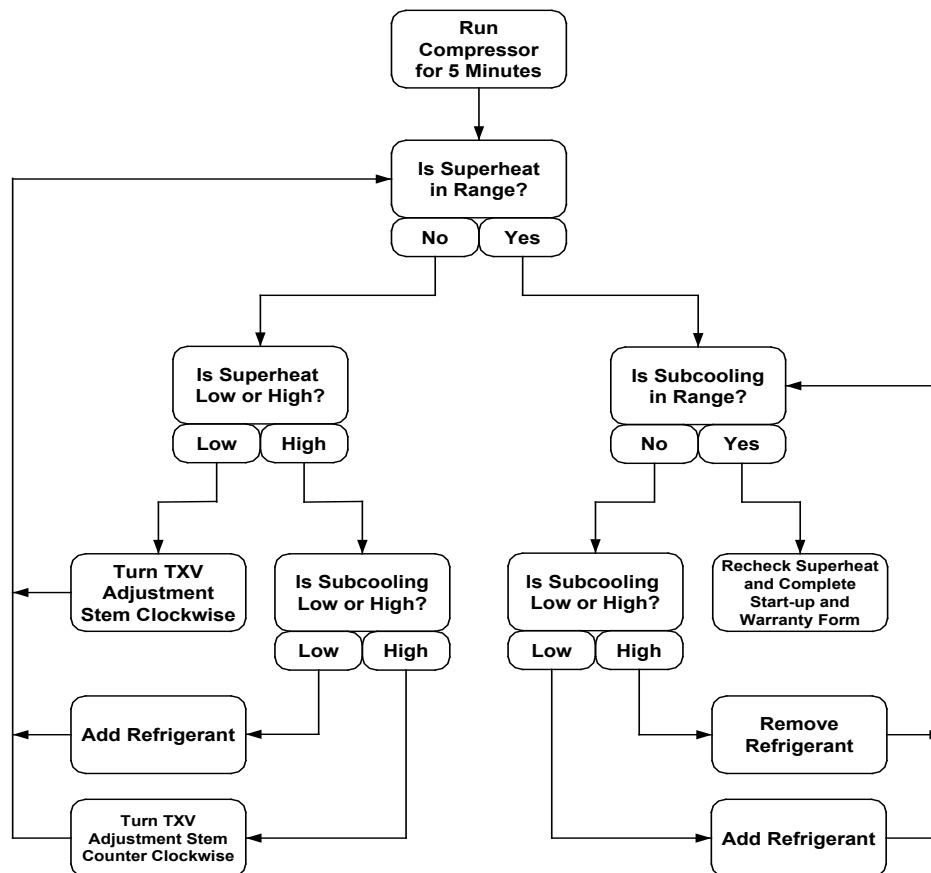 Run
Compressor
for 5 Minutes
Is Superheat
in Range?
No
Yes
Is Superheat
Low or High?
Low
High
Is Subcooling
in Range?
No
Yes
Turn TXV
Adjustment
Stem Clockwise
Is Subcooling
Low or High?
Low
High
Is Subcooling
Low or High?
Low
High
Recheck Superheat
and Complete
Start-up and
Warranty Form
Add Refrigerant
Remove
Refrigerant
Turn TXV
Adjustment Stem
Counter Clockwise
Add Refrigerant